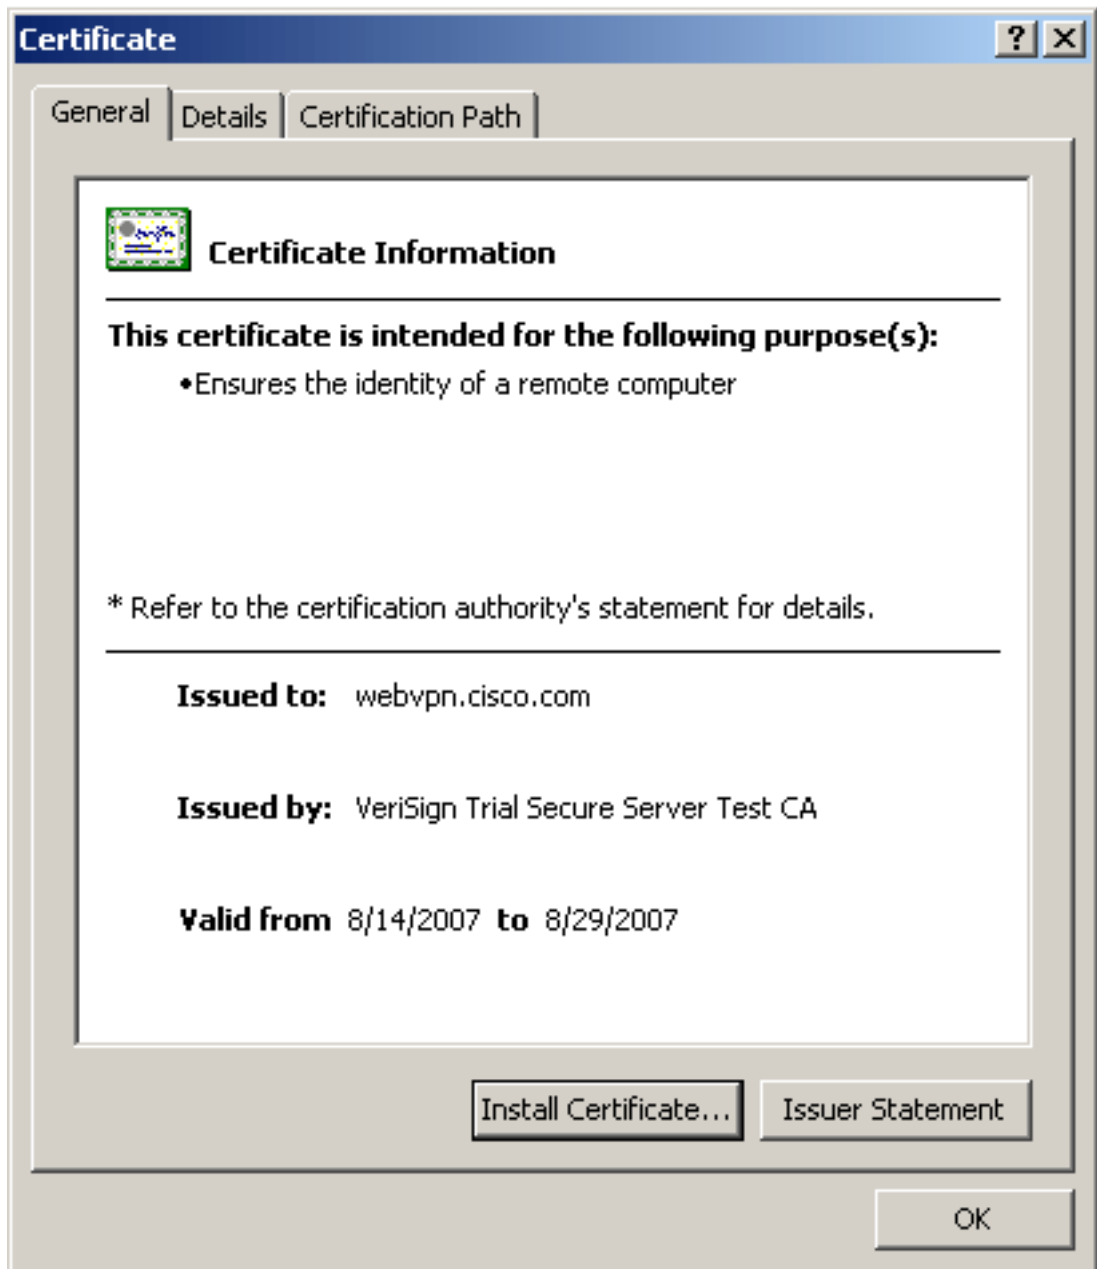 Certificate
General Details Certification Path
Certificate Information
This certificate is intended for the following purpose(s):
•Ensures the identity of a remote computer
* Refer to the certification authority's statement for details.
Issued to: webvpn.cisco.com
Issued by: VeriSign Trial Secure Server Test CA
Valid from 8/14/2007 to 8/29/2007
Install Certificate... Issuer Statement
OK